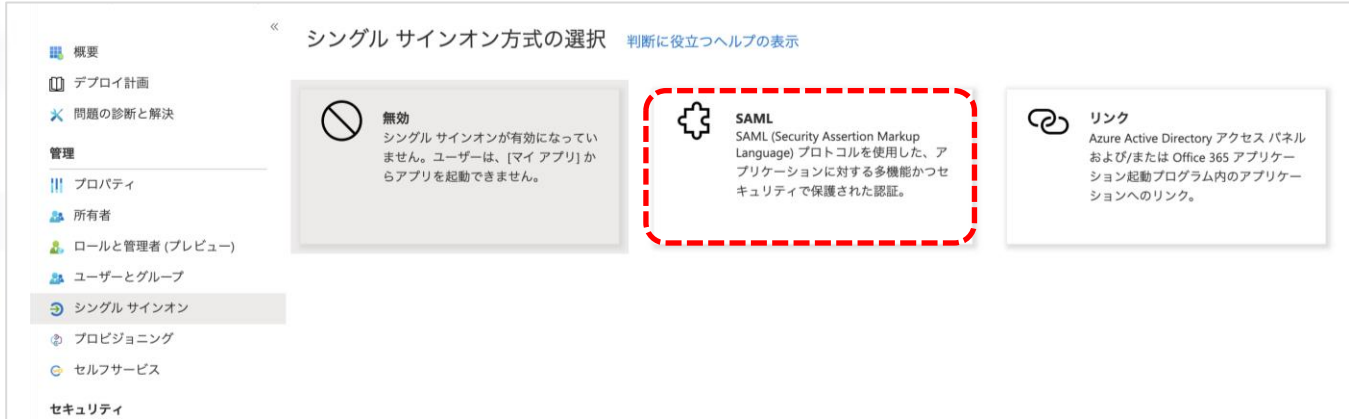 «
概要
デプロイ計画
問題の診断と解決
管理
プロパティ
所有者
ロールと管理者 (プレビュー)
ユーザーとグループ
シングル サインオン
プロビジョニング
セルフサービス
セキュリティ
シングル サインオン方式の選択 判断に役立つヘルプの表示
無効
シングル サインオンが有効になってい
ません。ユーザーは、[マイ アプリ] か
らアプリを起動できません。
SAML
SAML (Security Assertion Markup
Language) プロトコルを使用した、ア
プリケーションに対する多機能かつセ
キュリティで保護された認証。
リンク
Azure Active Directory アクセス パネル
および/または Office 365 アプリケー
ション起動プログラム内のアプリケー
ションへのリンク。